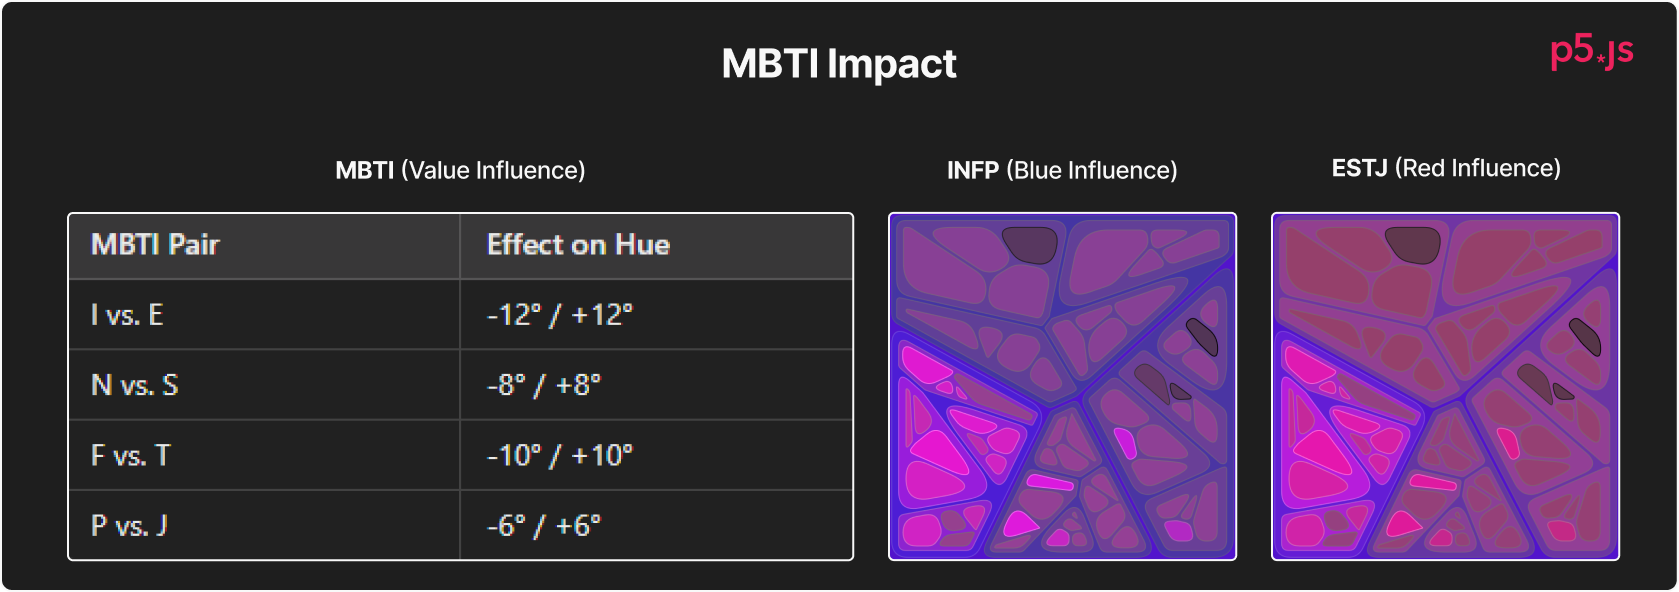 MBTI Impact
p5*js
MBTI (Value Influence)
INFP (Blue Influence)
ESTJ (Red Influence)
MBTI Pair
Effect on Hue
I vs. E
-12° / +12°
N vs. S
-8° / +8°
F vs. T
-10° / +10°
P vs. J
-6° / +6°